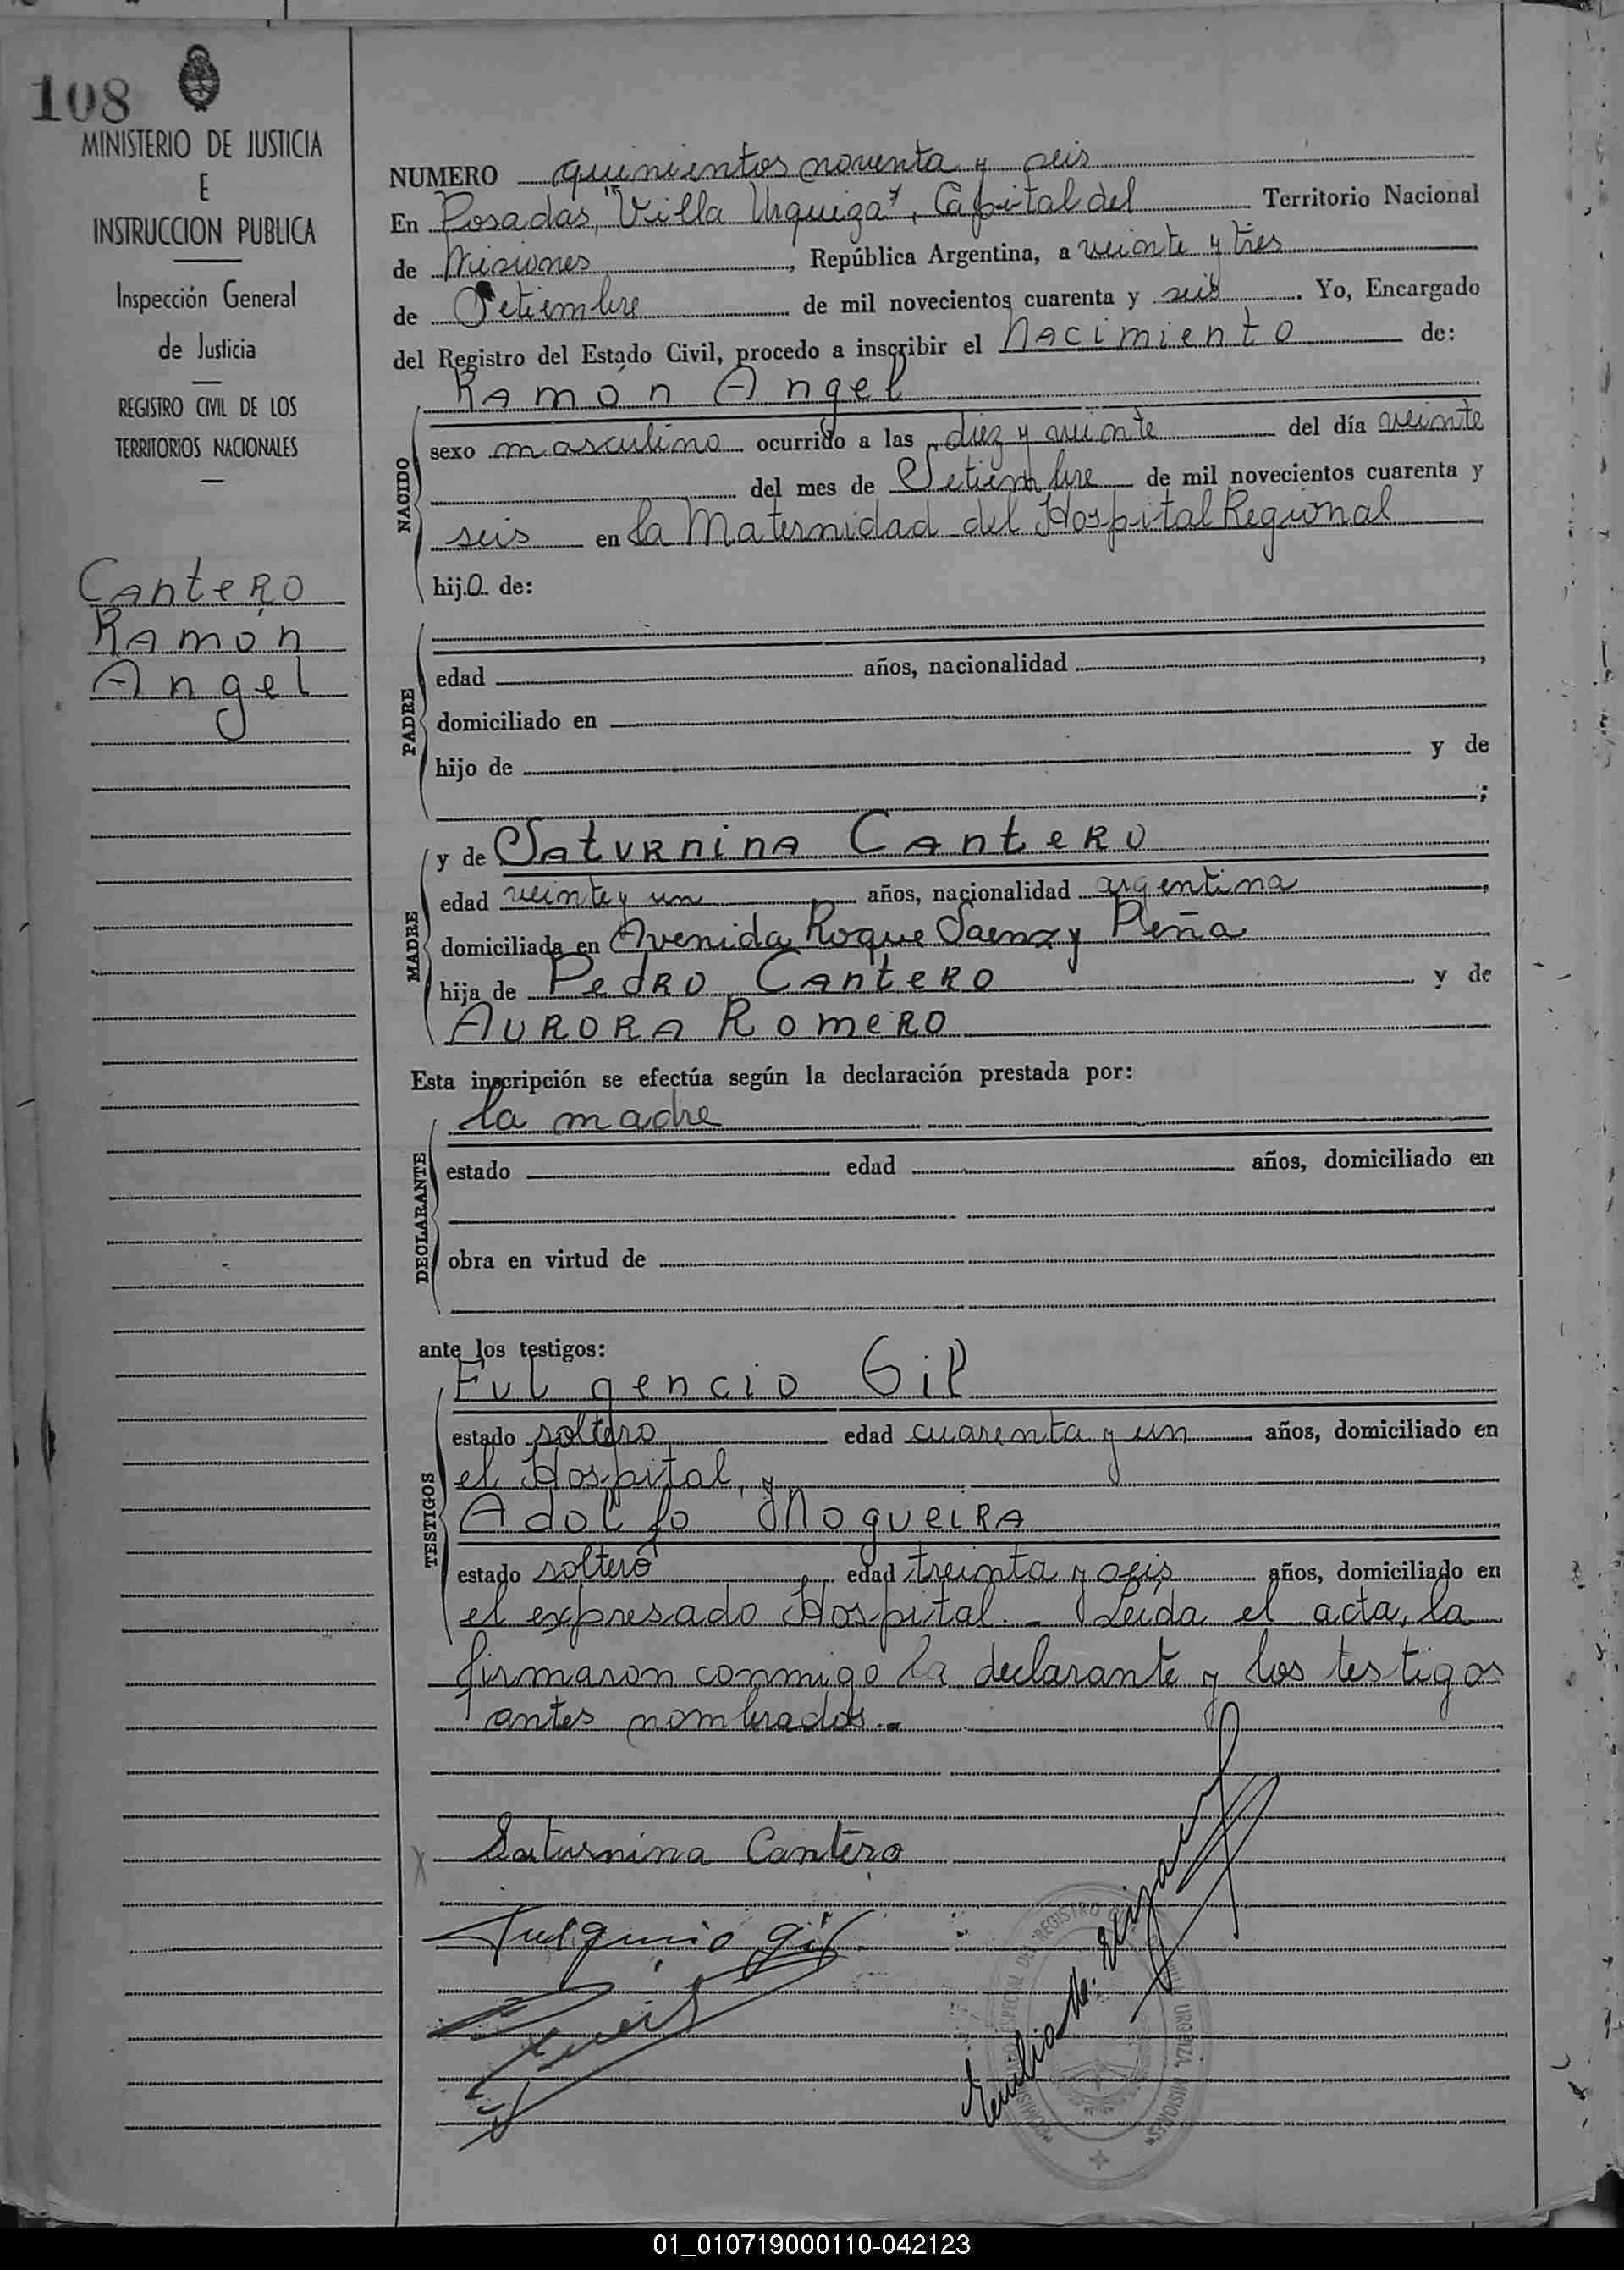 108
MINISTERIO DE JUSTICIA
E
INSTRUCCION PUBLICA
Inspección General
de Justicia
REGISTRO CIVIL DE LOS
TERRITORIOS NACIONALES
Cantero
Ramón
Angel
NUMERO quinientos noventa y seis
En Posadas, "Villa Urquiza", Capital del Territorio Nacional
de Misiones, República Argentina, a veinte y tres
de Setiembre de mil novecientos cuarenta y seis. Yo, Encargado
del Registro del Estado Civil, procedo a inscribir el Nacimiento de:
Ramón Angel
NACIDO
sexo masculino ocurrido a las diez y veinte del día veinte
del mes de Setiembre de mil novecientos cuarenta y
seis en la Maternidad del Hospital Regional
hijo de:
PADRE
edad años, nacionalidad ,
domiciliado en
hijo de y de
;
MADRE
y de Saturnina Cantero
edad veinte y un años, nacionalidad argentina,
domiciliada en Avenida Roque Saenz y Peña
hija de Pedro Cantero y de
Aurora Romero
Esta inscripción se efectúa según la declaración prestada por:
DECLARANTE
la madre
estado edad años, domiciliado en
obra en virtud de
ante los testigos:
TESTIGOS
Fulgencio Gil
estado soltero edad cuarenta y un años, domiciliado en
el Hospital, y
Adolfo Nogueira
estado soltero edad treinta y seis años, domiciliado en
el expresado Hospital.- Leida el acta, la
firmaron conmigo la declarante y los testigos
antes nombrados.-
Saturnina Cantero
Fulgencio Gil
Emilio
REGISTRO
URQUIZA MISIONES
01_010719000110-042123